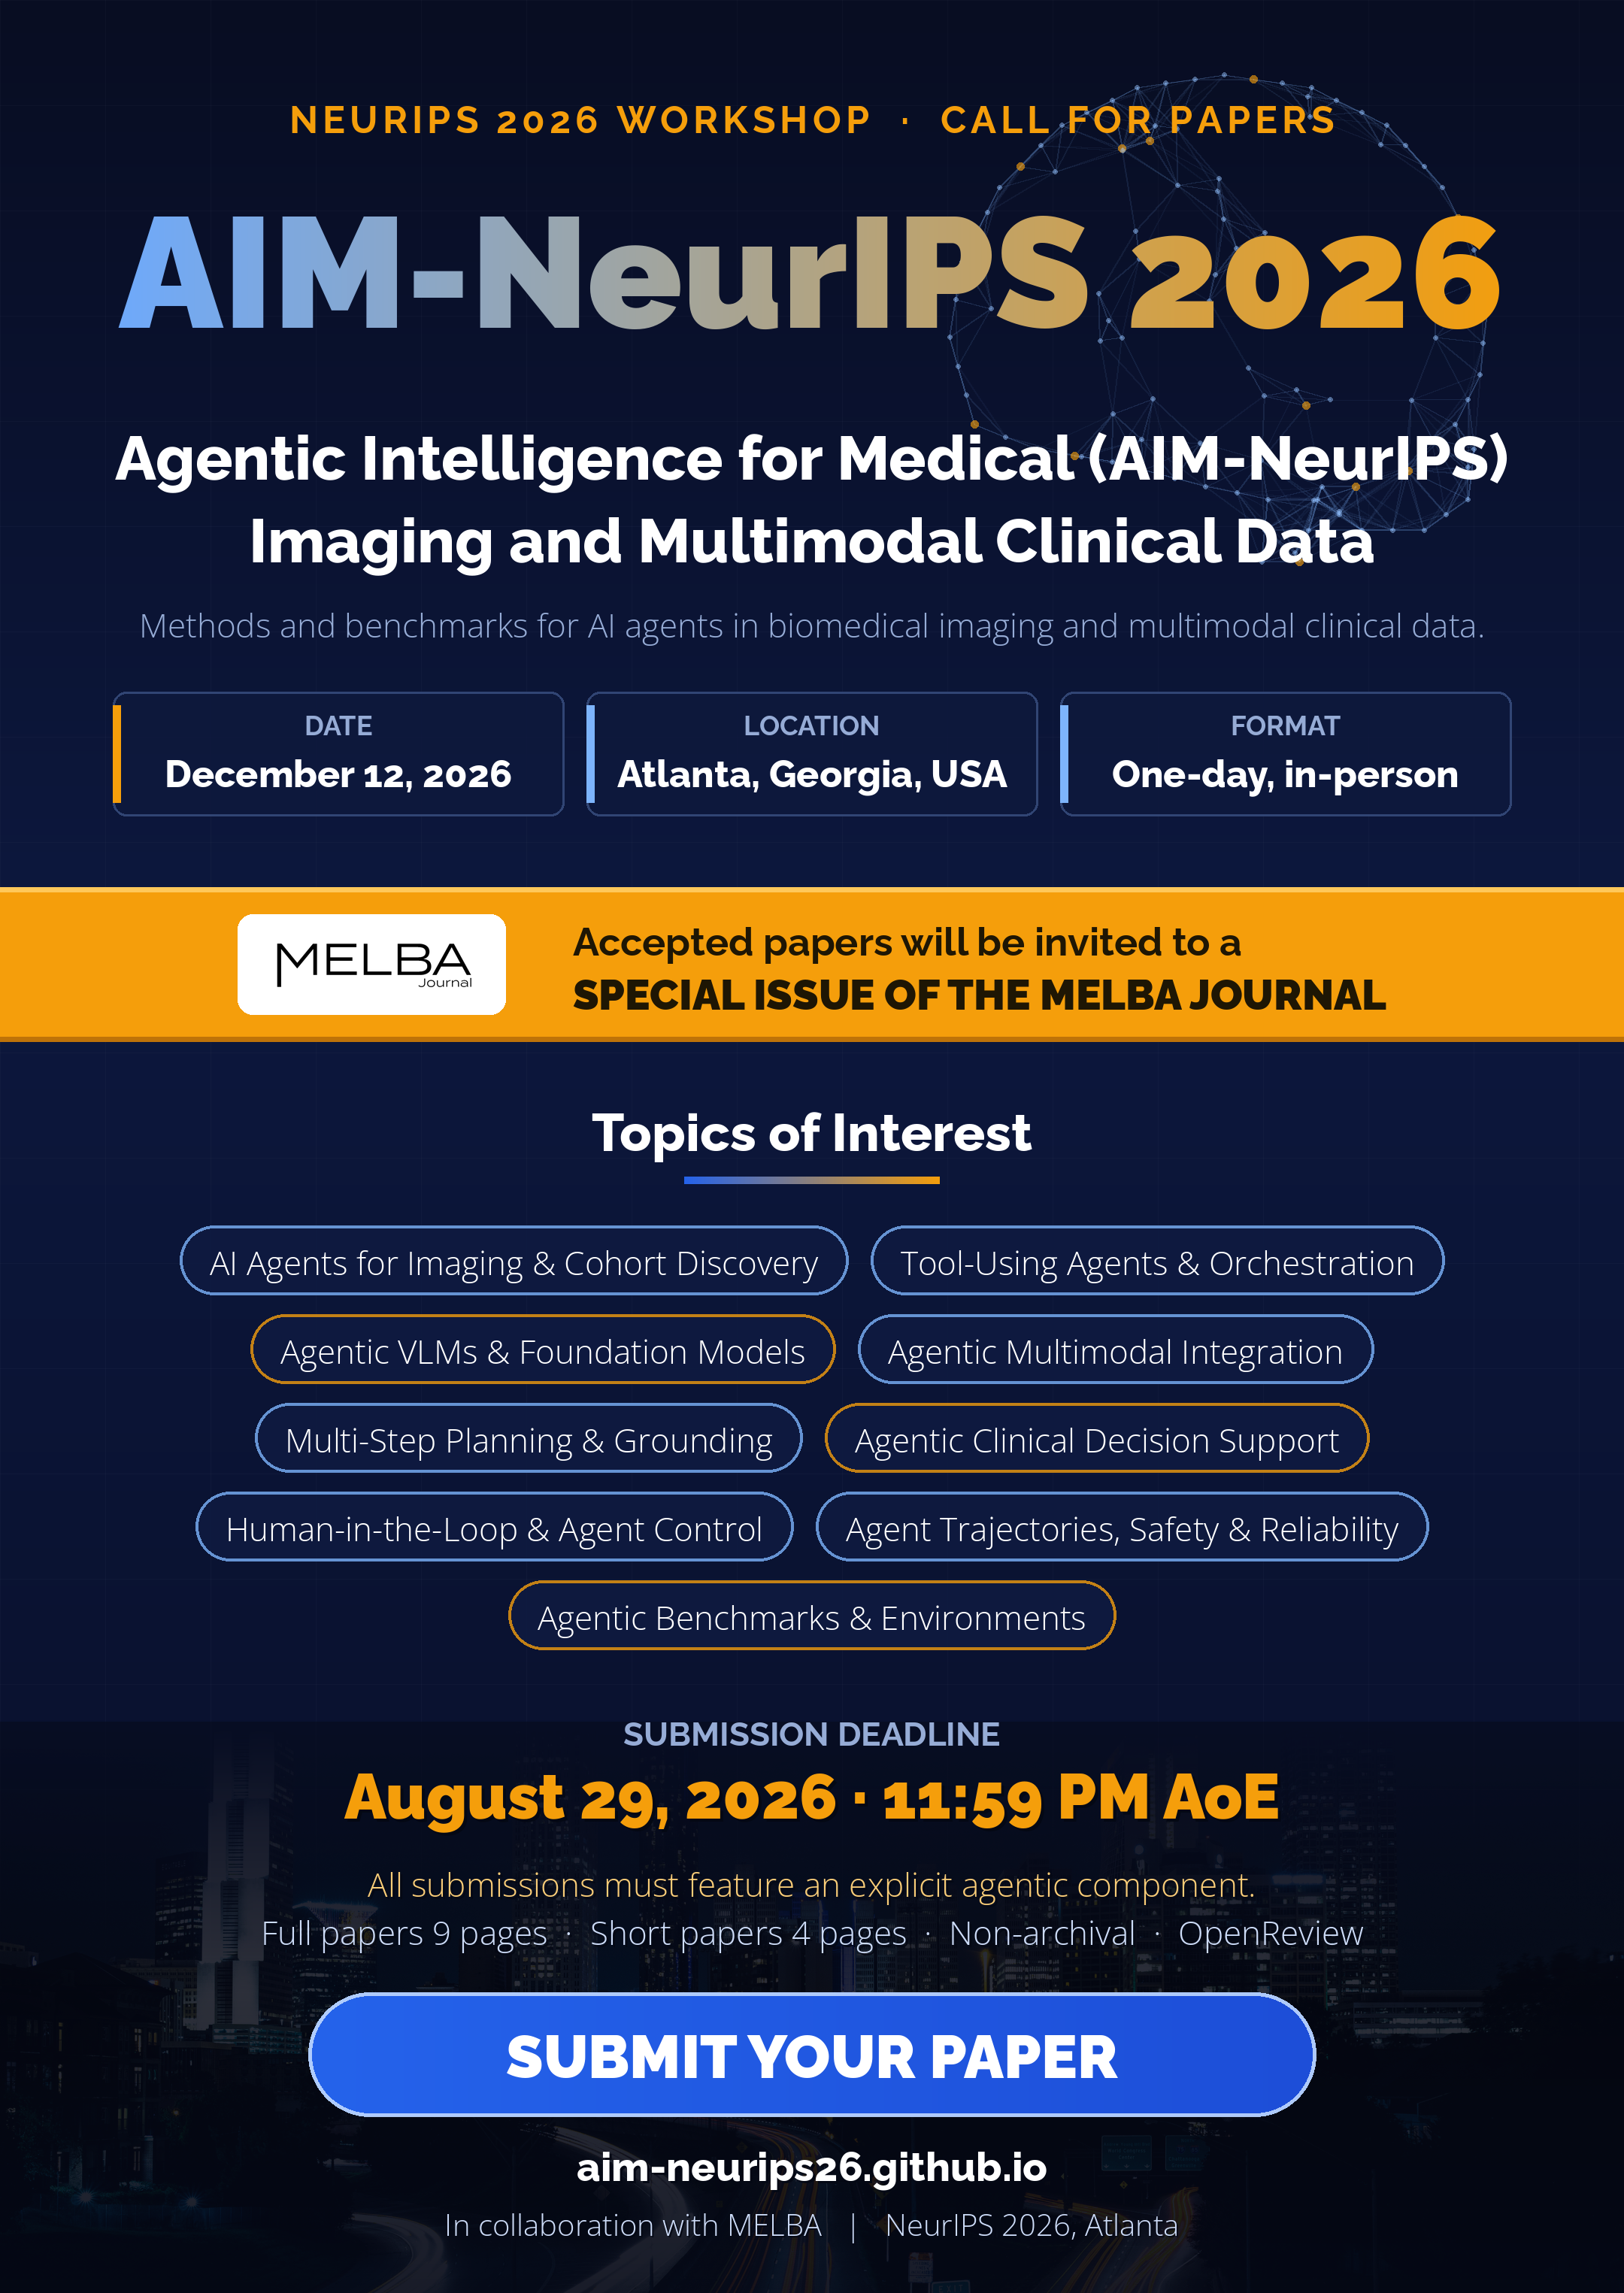 NEURIPS 2026 WORKSHOP · CALL FOR PAPERS
AIM-NeurIPS 2026
Agentic Intelligence for Medical (AIM-NeurIPS)
Imaging and Multimodal Clinical Data
Methods and benchmarks for AI agents in biomedical imaging and multimodal clinical data.
DATE
December 12, 2026
LOCATION
Atlanta, Georgia, USA
FORMAT
One-day, in-person
MELBA
Journal
Accepted papers will be invited to a
SPECIAL ISSUE OF THE MELBA JOURNAL
Topics of Interest
AI Agents for Imaging & Cohort Discovery
Tool-Using Agents & Orchestration
Agentic VLMs & Foundation Models
Agentic Multimodal Integration
Multi-Step Planning & Grounding
Agentic Clinical Decision Support
Human-in-the-Loop & Agent Control
Agent Trajectories, Safety & Reliability
Agentic Benchmarks & Environments
SUBMISSION DEADLINE
August 29, 2026 · 11:59 PM AoE
All submissions must feature an explicit agentic component.
Full papers 9 pages · Short papers 4 pages · Non-archival · OpenReview
SUBMIT YOUR PAPER
aim-neurips26.github.io
In collaboration with MELBA | NeurIPS 2026, Atlanta